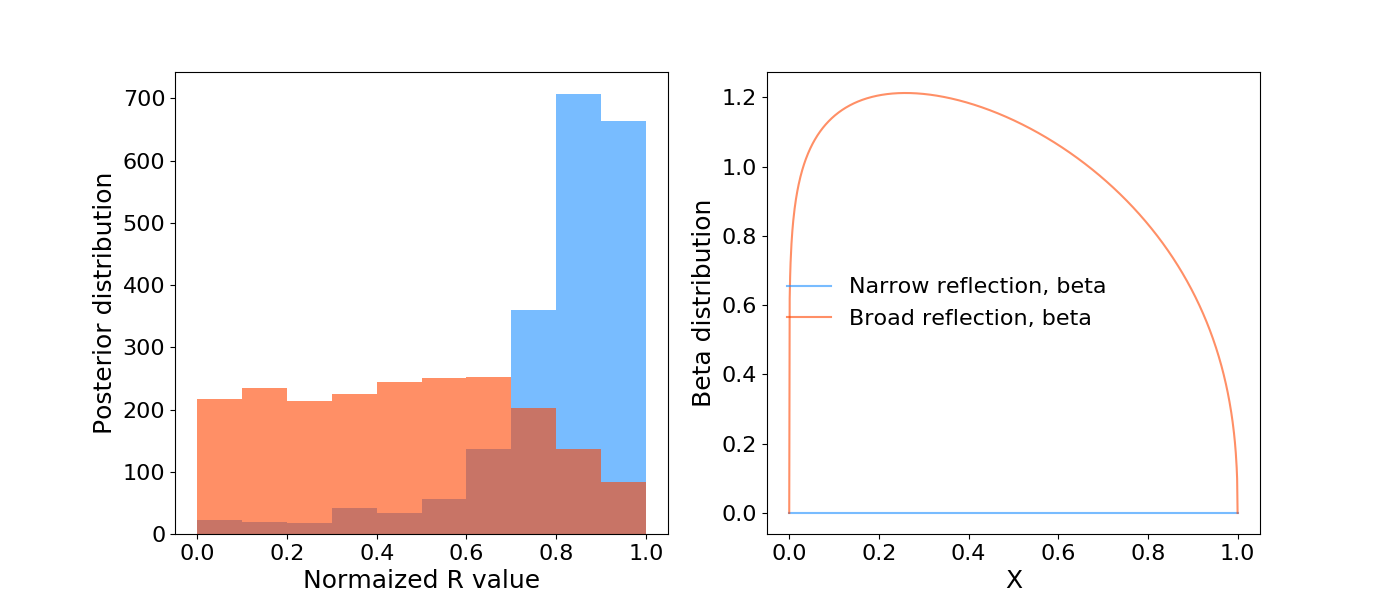 Posterior distribution
700
600
500
400
300
200
100
0
0.0 0.2 0.4 0.6 0.8 1.0
Normaized R value
Beta distribution
1.2
1.0
0.8
0.6
0.4
0.2
0.0
Narrow reflection, beta
Broad reflection, beta
0.0 0.2 0.4 0.6 0.8 1.0
X